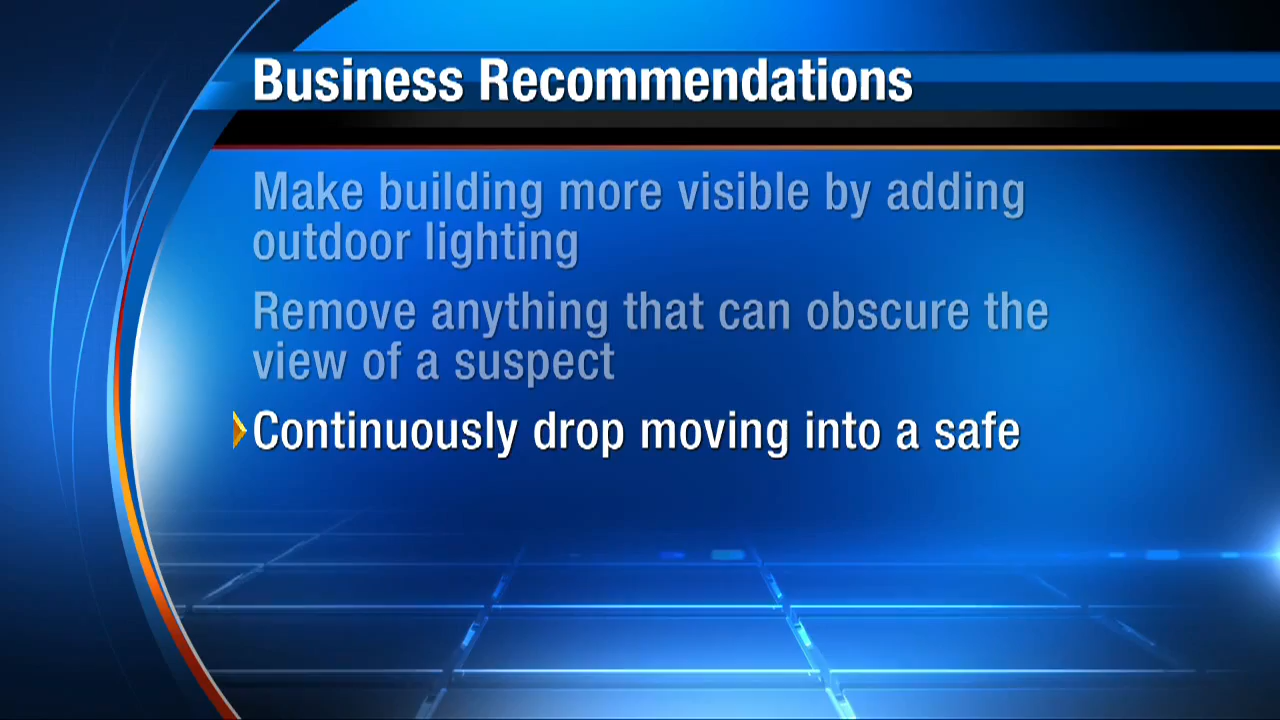 Business Recommendations
Make building more visible by adding
outdoor lighting
Remove anything that can obscure the
view of a suspect
Continuously drop moving into a safe